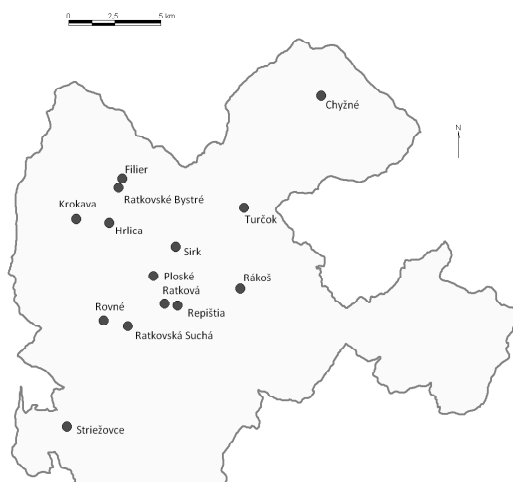 0 2,5 5 km
Chyžné
N
Filier
Ratkovské Bystré
Krokava
Hrlica
Turčok
Sirk
Ploské
Ratková
Rákoš
Rovné
Repištia
Ratkovská Suchá
Striežovce